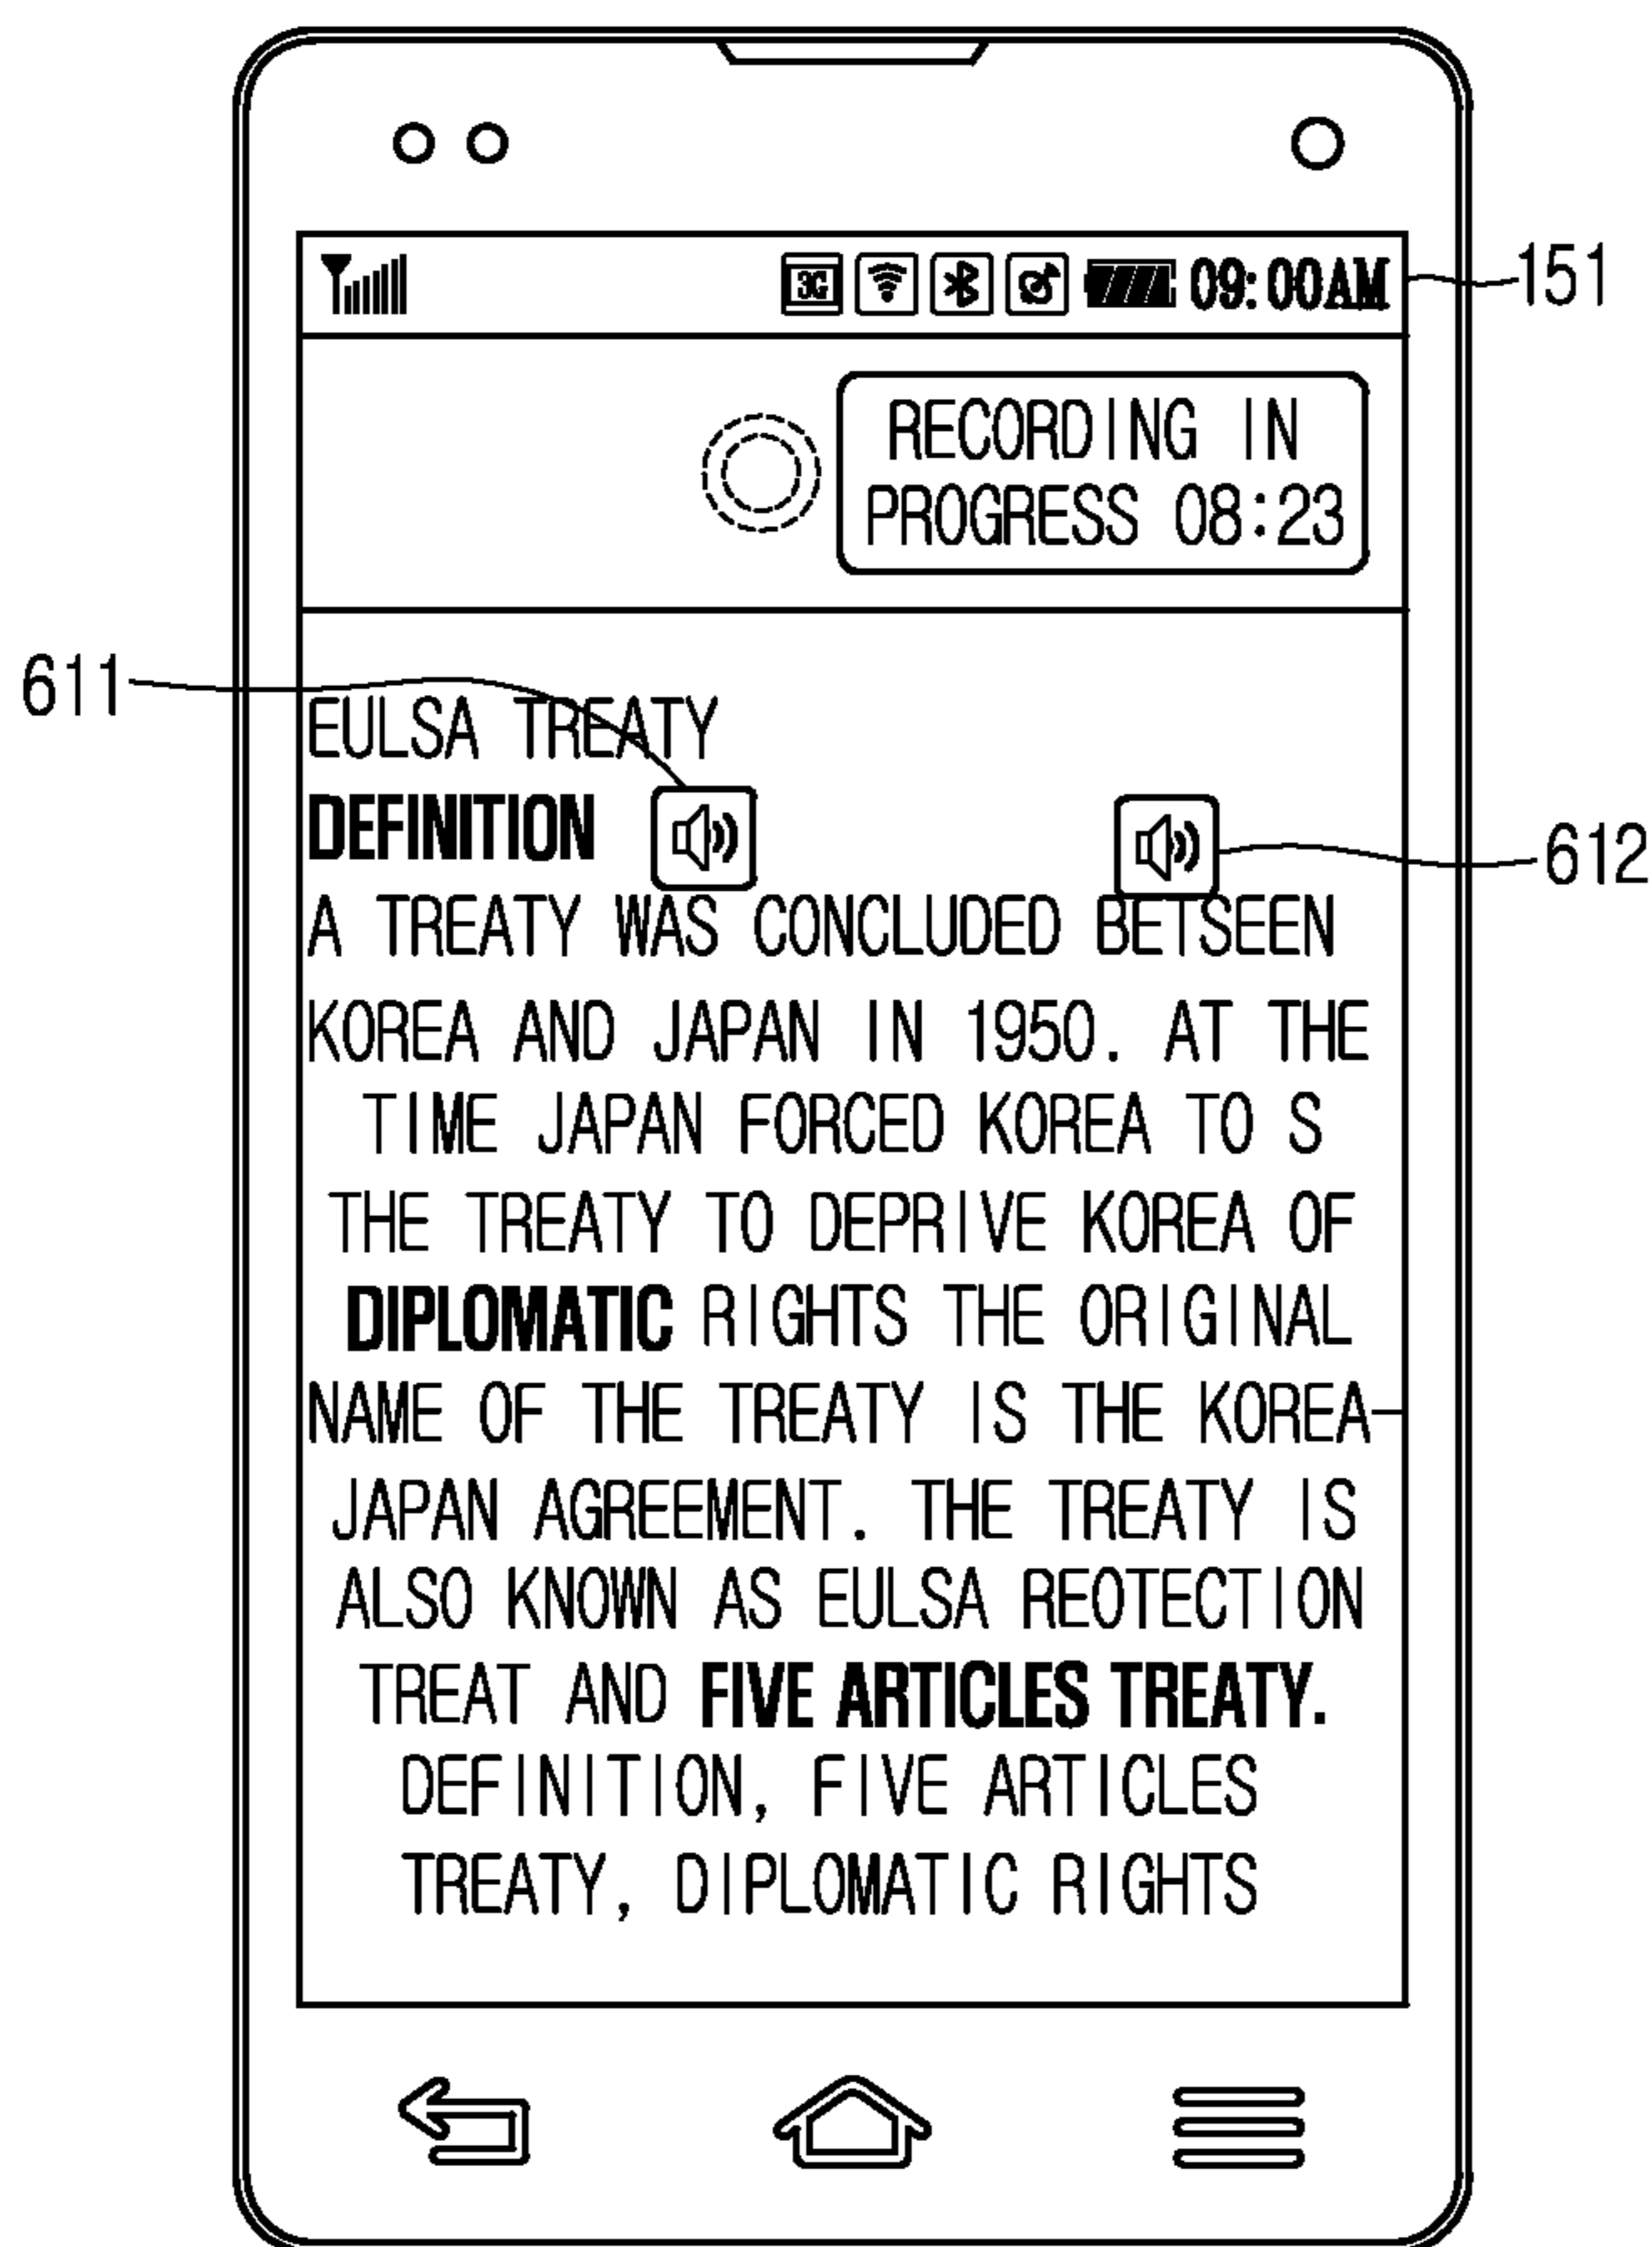 3G 09:00AM
151
RECORDING IN
PROGRESS 08:23
611
EULSA TREATY
DEFINITION
612
A TREATY WAS CONCLUDED BETSEEN
KOREA AND JAPAN IN 1950. AT THE
TIME JAPAN FORCED KOREA TO S
THE TREATY TO DEPRIVE KOREA OF
DIPLOMATIC RIGHTS THE ORIGINAL
NAME OF THE TREATY IS THE KOREA-
JAPAN AGREEMENT. THE TREATY IS
ALSO KNOWN AS EULSA REOTECTION
TREAT AND FIVE ARTICLES TREATY.
DEFINITION, FIVE ARTICLES
TREATY, DIPLOMATIC RIGHTS